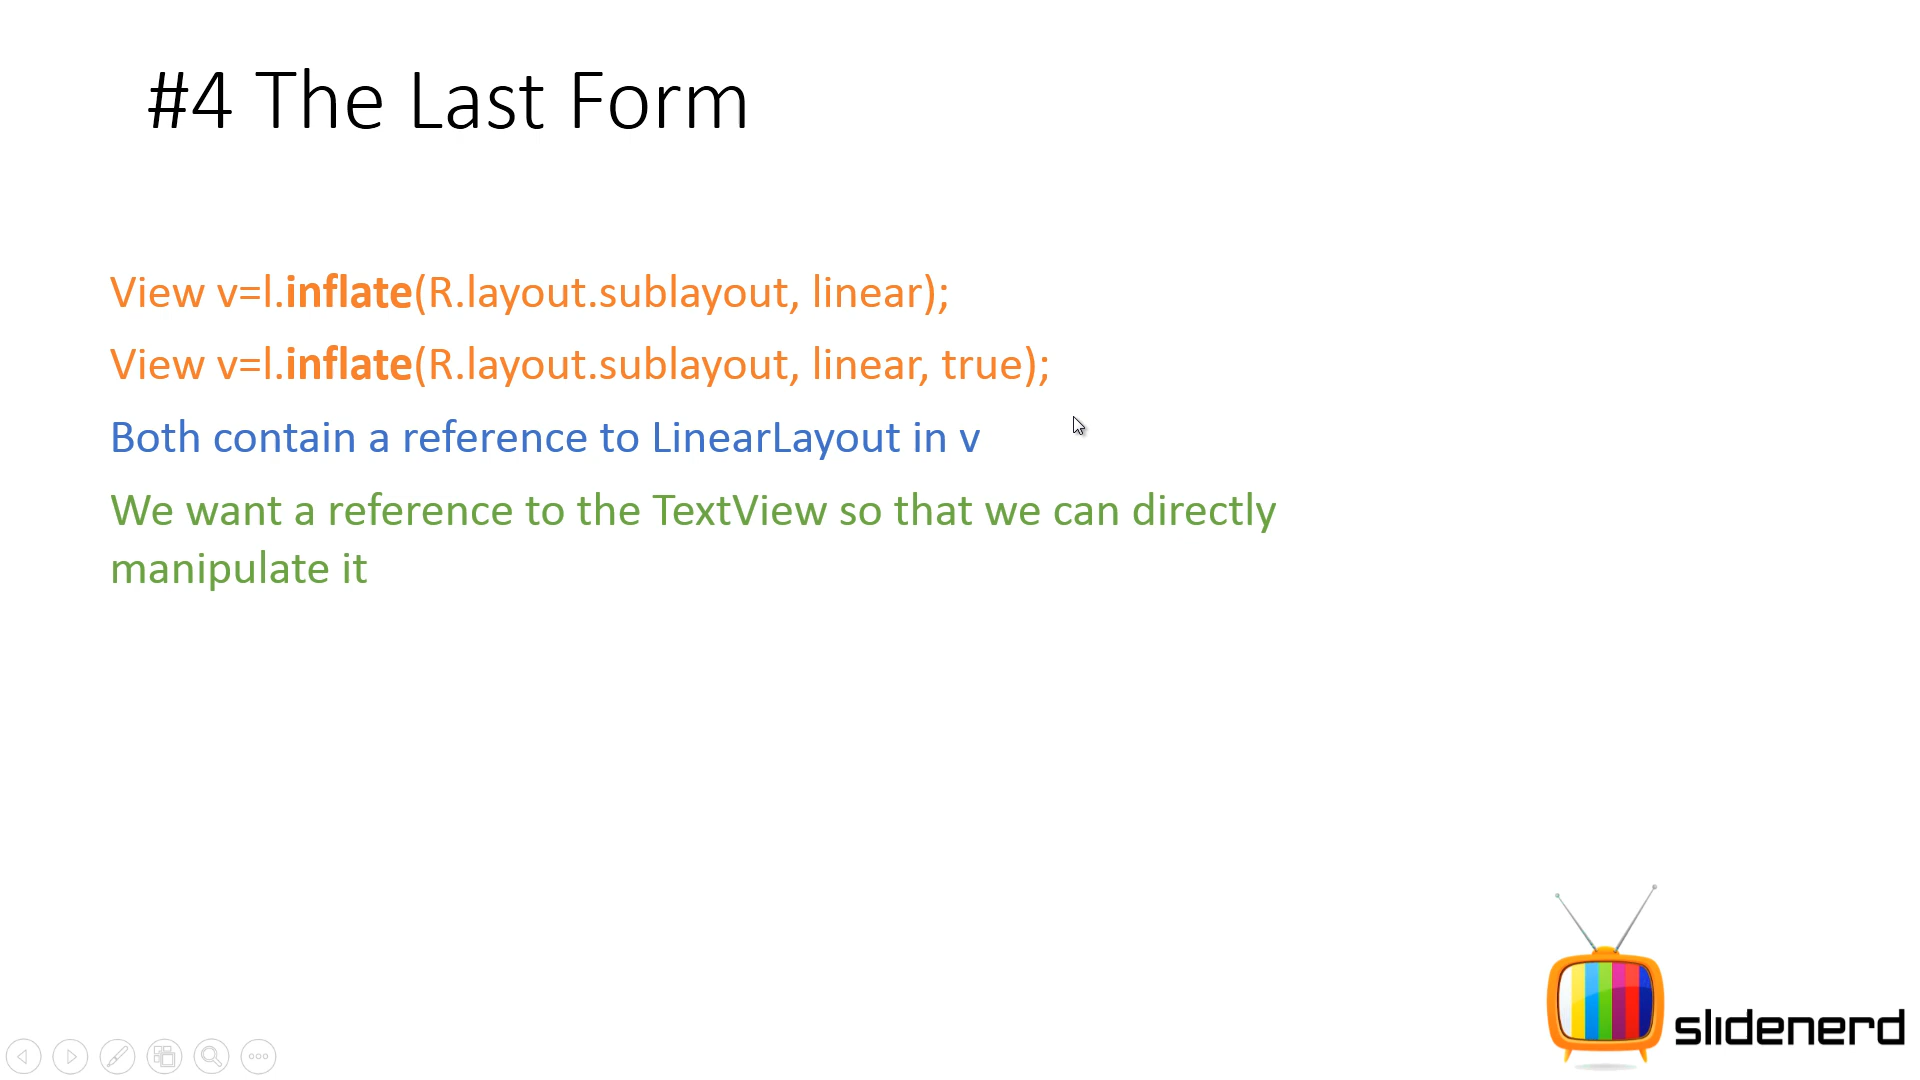 #4 The Last Form
View v=l.inflate(R.layout.sublayout, linear);
View v=l.inflate(R.layout.sublayout, linear, true);
Both contain a reference to LinearLayout in v
We want a reference to the TextView so that we can directly
manipulate it
slidenerd